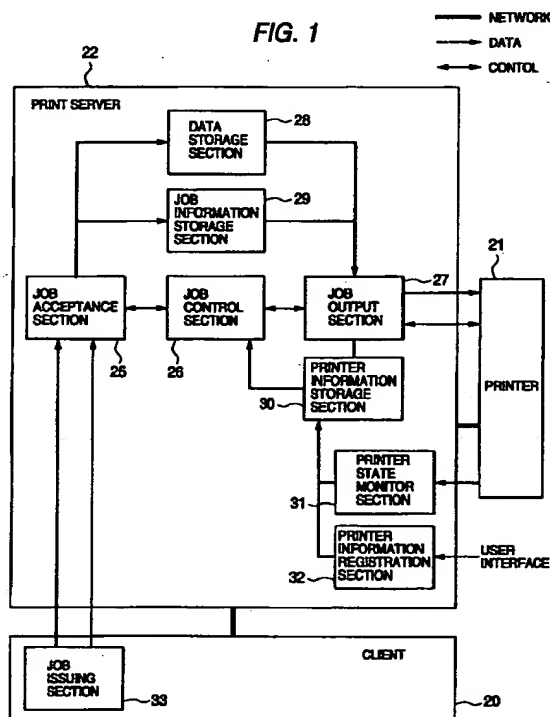 FIG. 1
NETWORK
DATA
CONTOL
22
PRINT SERVER
DATA
STORAGE
SECTION
28
JOB
INFORMATION
STORAGE
SECTION
29
21
JOB
ACCEPTANCE
SECTION
25
JOB
CONTROL
SECTION
26
JOB
OUTPUT
SECTION
27
PRINTER
PRINTER
INFORMATION
STORAGE
SECTION
30
PRINTER
STATE
MONITOR
SECTION
31
PRINTER
INFORMATION
REGISTRATION
SECTION
32
USER
INTERFACE
CLIENT
JOB
ISSUING
SECTION
33
20